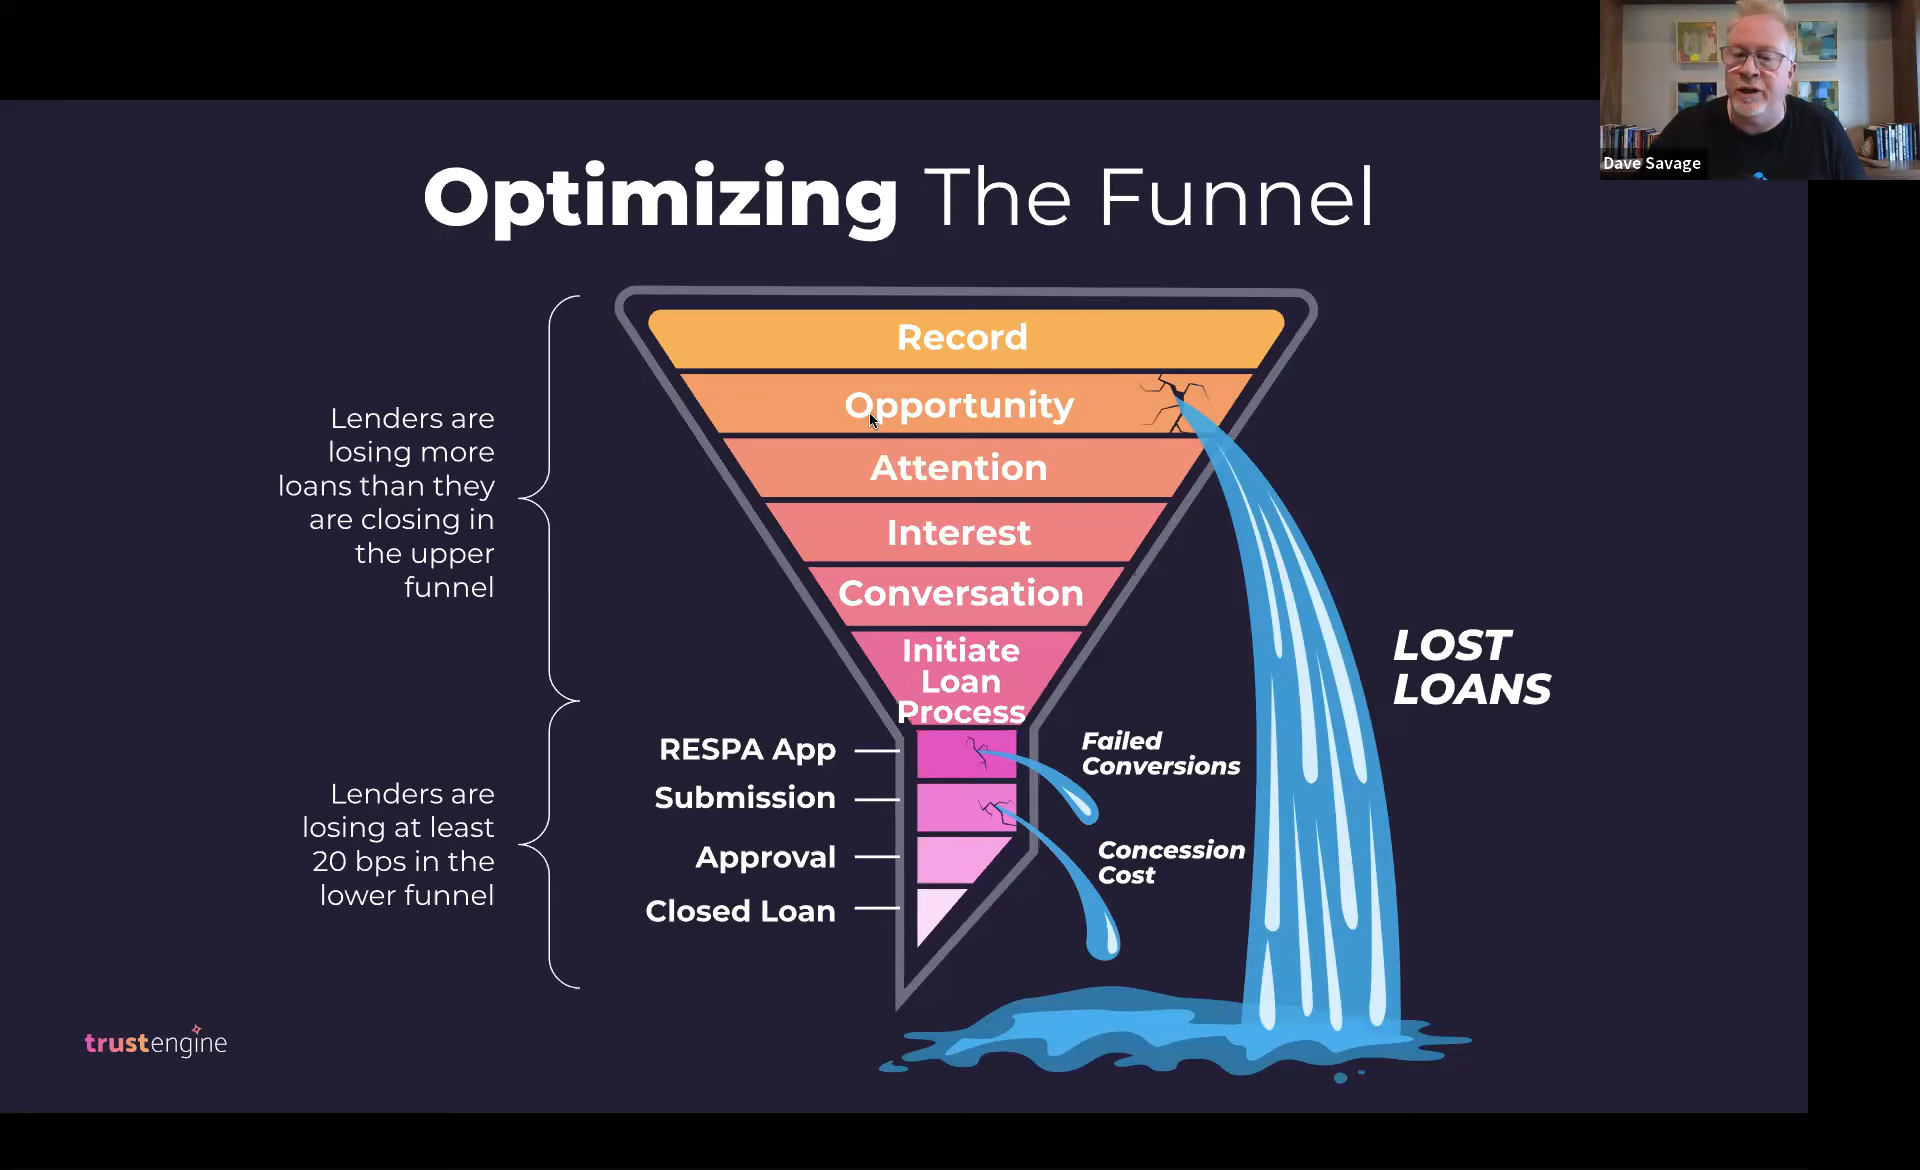 Dave Savage
Optimizing The Funnel
Record
Opportunity
Attention
Interest
Conversation
Initiate
Loan
Process
Lenders are
losing more
loans than they
are closing in
the upper
funnel
LOST
LOANS
RESPA App
Submission
Approval
Closed Loan
Failed
Conversions
Concession
Cost
Lenders are
losing at least
20 bps in the
lower funnel
trustengine